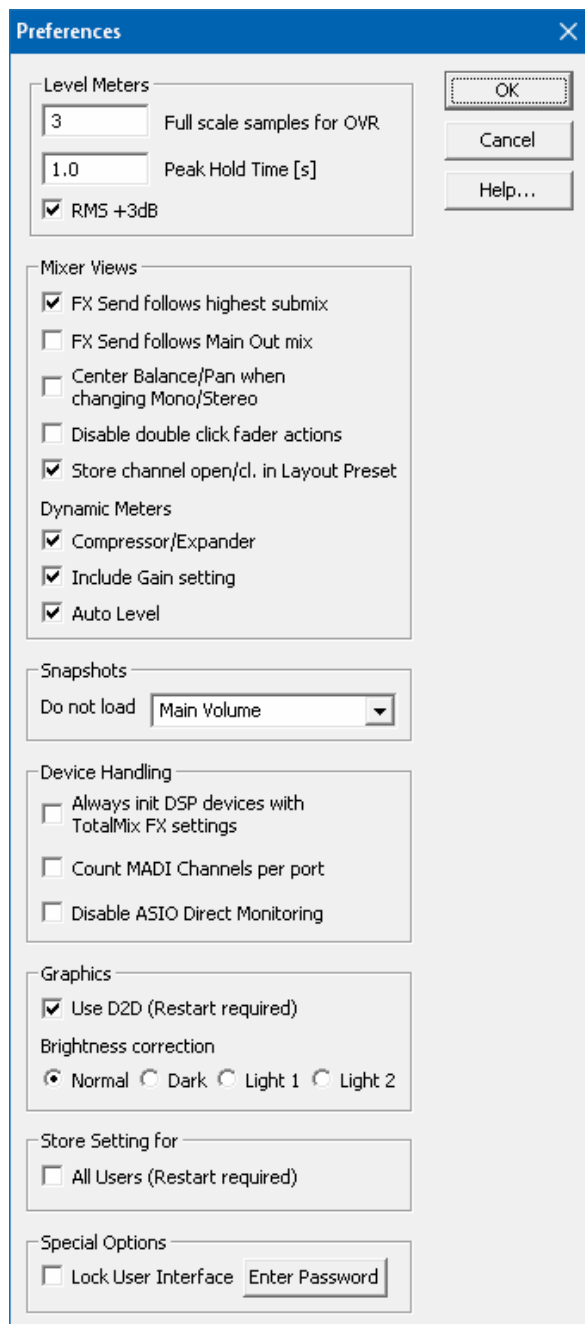 Preferences
Level Meters
OK
3 Full scale samples for OVR
Cancel
1.0 Peak Hold Time [s]
Help...
RMS +3dB
Mixer Views
FX Send follows highest submix
FX Send follows Main Out mix
Center Balance/Pan when
changing Mono/Stereo
Disable double click fader actions
Store channel open/cl. in Layout Preset
Dynamic Meters
Compressor/Expander
Include Gain setting
Auto Level
Snapshots
Do not load Main Volume
Device Handling
Always init DSP devices with
TotalMix FX settings
Count MADI Channels per port
Disable ASIO Direct Monitoring
Graphics
Use D2D (Restart required)
Brightness correction
Normal Dark Light 1 Light 2
Store Setting for
All Users (Restart required)
Special Options
Lock User Interface Enter Password